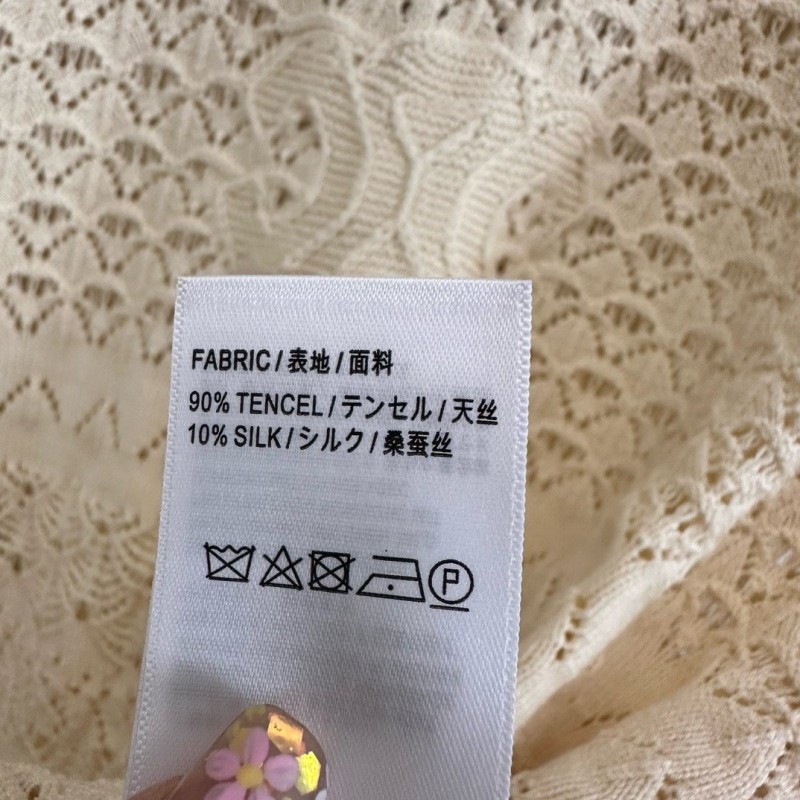 FABRIC / 表地 / 面料
90% TENCEL / テンセル / 天丝
10% SILK / シルク / 桑蚕丝
P